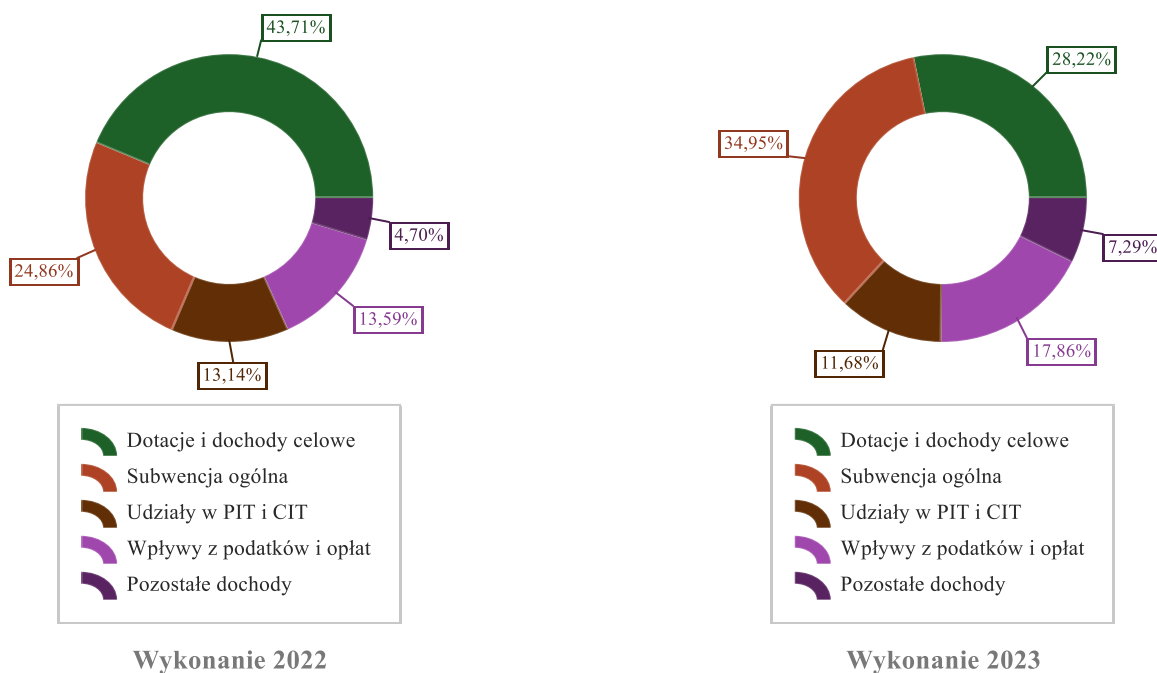 43,71%
24,86%
13,14%
13,59%
4,70%
Dotacje i dochody celowe
Subwencja ogólna
Udziały w PIT i CIT
Wpływy z podatków i opłat
Pozostałe dochody
Wykonanie 2022
28,22%
34,95%
11,68%
17,86%
7,29%
Dotacje i dochody celowe
Subwencja ogólna
Udziały w PIT i CIT
Wpływy z podatków i opłat
Pozostałe dochody
Wykonanie 2023